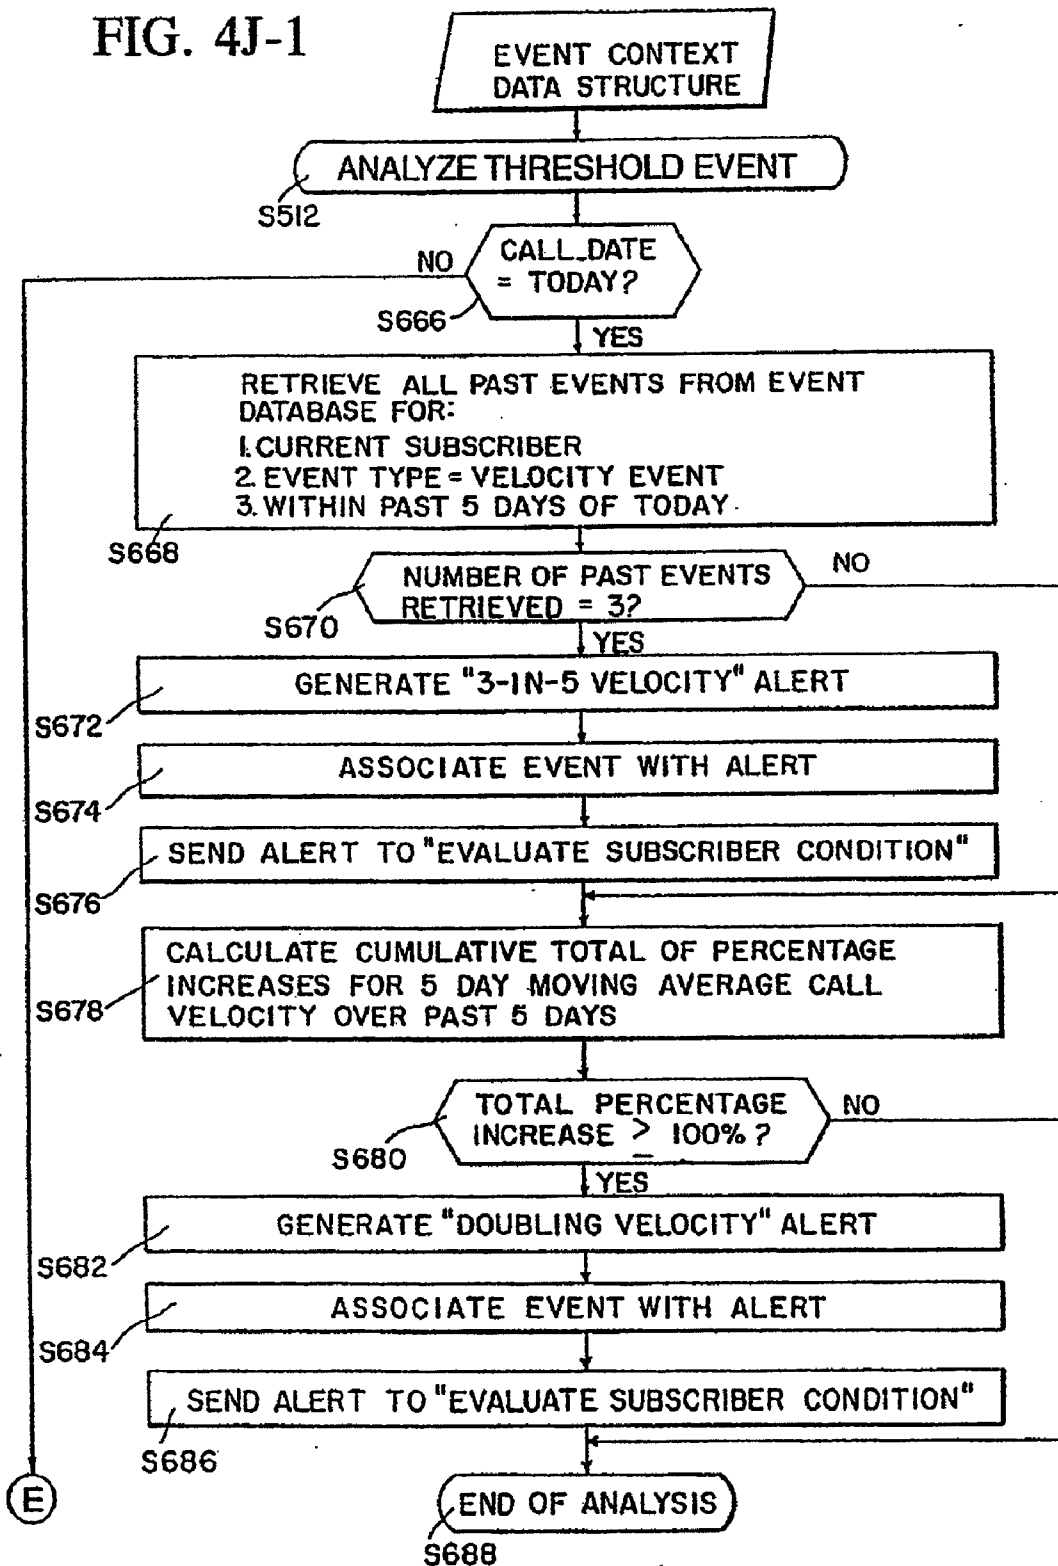 FIG. 4J-1
EVENT CONTEXT
DATA STRUCTURE
ANALYZE THRESHOLD EVENT
S512
CALL_DATE
= TODAY?
NO
S666
YES
RETRIEVE ALL PAST EVENTS FROM EVENT
DATABASE FOR:
1. CURRENT SUBSCRIBER
2. EVENT TYPE = VELOCITY EVENT
3. WITHIN PAST 5 DAYS OF TODAY
S668
NUMBER OF PAST EVENTS
RETRIEVED = 3?
NO
S670
YES
GENERATE "3-IN-5 VELOCITY" ALERT
S672
ASSOCIATE EVENT WITH ALERT
S674
SEND ALERT TO "EVALUATE SUBSCRIBER CONDITION"
S676
CALCULATE CUMULATIVE TOTAL OF PERCENTAGE
INCREASES FOR 5 DAY MOVING AVERAGE CALL
VELOCITY OVER PAST 5 DAYS
S678
TOTAL PERCENTAGE
INCREASE ≥ 100%?
NO
S680
YES
GENERATE "DOUBLING VELOCITY" ALERT
S682
ASSOCIATE EVENT WITH ALERT
S684
SEND ALERT TO "EVALUATE SUBSCRIBER CONDITION"
S686
E
END OF ANALYSIS
S688